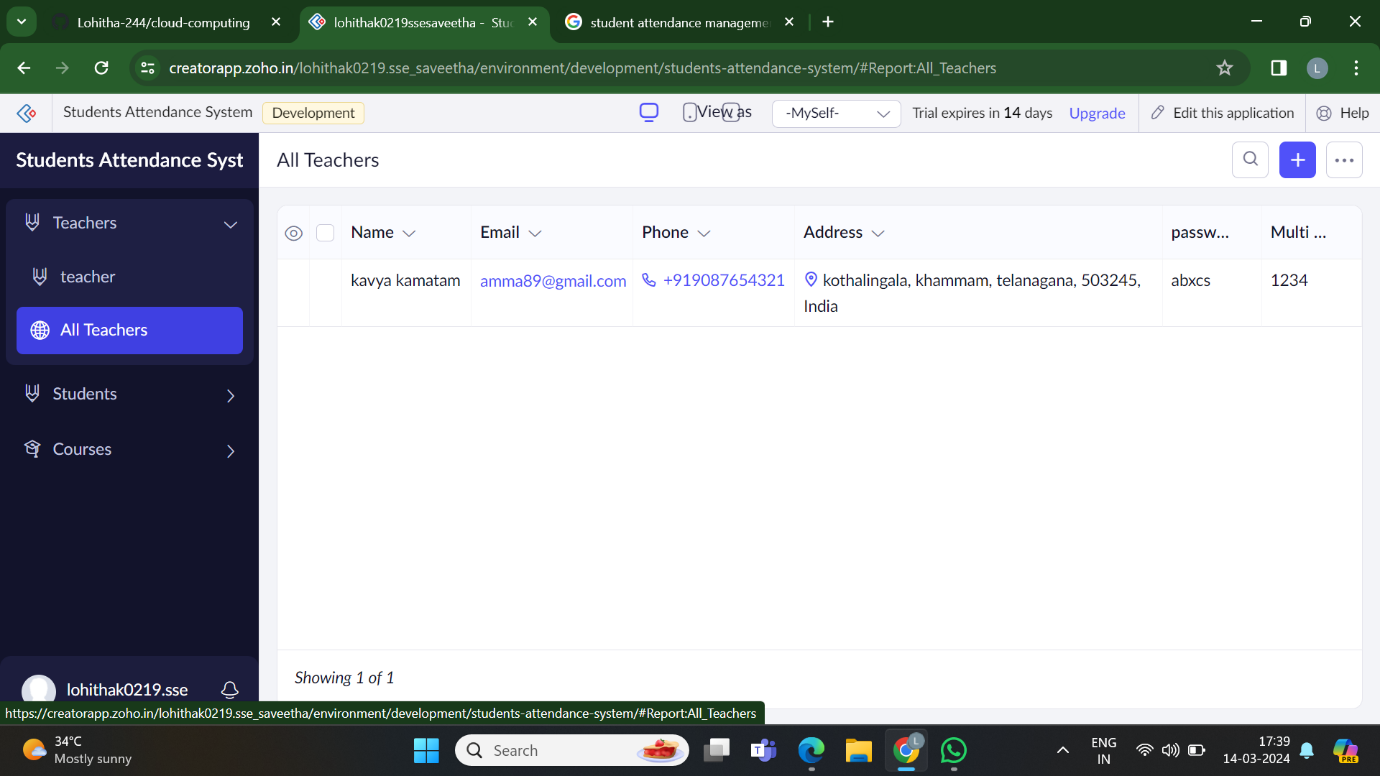 Lohitha-244/cloud-computing
lohithak0219ssesaveetha - Stuc
student attendance manageme
creatorapp.zoho.in/lohithak0219.sse_saveetha/environment/development/students-attendance-system/#Report:All_Teachers
L
Students Attendance System
Development
View as
-MySelf-
Trial expires in 14 days
Upgrade
Edit this application
Help
Students Attendance Syst
All Teachers
Teachers
teacher
All Teachers
Students
Courses
Name
Email
Phone
Address
passw...
Multi ...
kavya kamatam
amma89@gmail.com
+919087654321
kothalingala, khammam, telanagana, 503245,
India
abxcs
1234
Showing 1 of 1
lohithak0219.sse
https://creatorapp.zoho.in/lohithak0219.sse_saveetha/environment/development/students-attendance-system/#Report:All_Teachers
34°C
Mostly sunny
Search
L
ENG
IN
17:39
14-03-2024
PRE